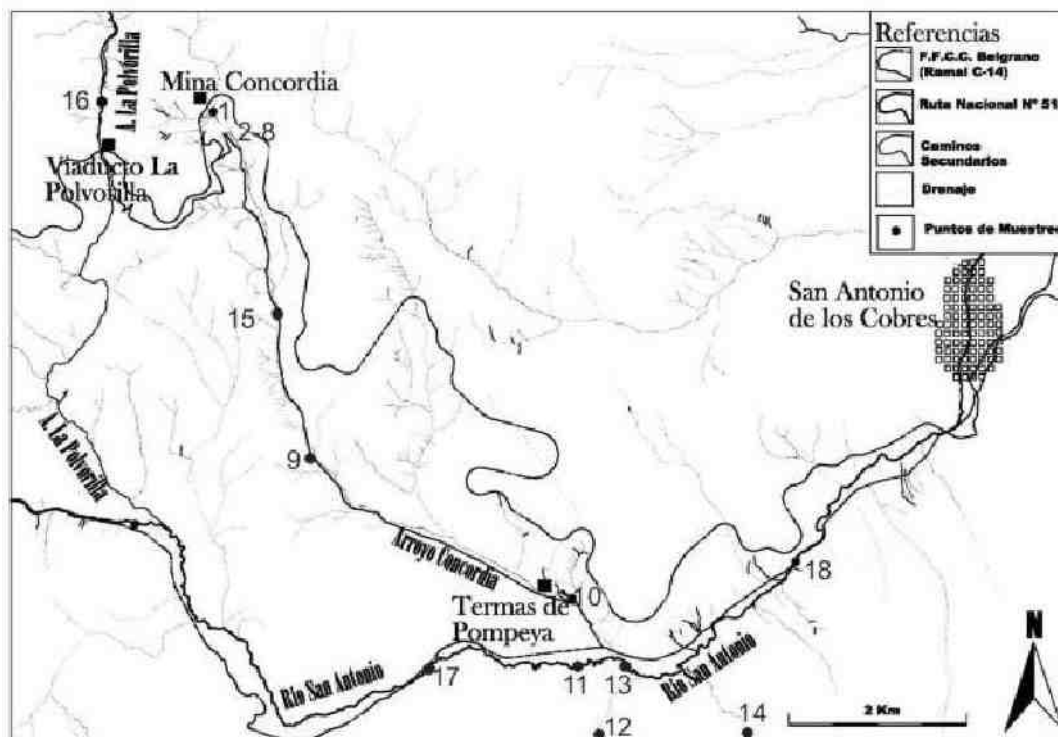 Referencias
F.F.C.C. Belgrano
(Ramal C-14)
Ruta Nacional Nº 51
Caminos
Secundarios
Drenaje
Puntos de Muestreo
A. La Polvorilla
Mina Concordia
16
1
2-8
Viaducto La
Polvorilla
San Antonio
de los Cobres
15
A. La Polvorilla
9
Arroyo Concordia
10
18
Termas de
Pompeya
N
Río San Antonio
17
11
13
Río San Antonio
2 Km
12
14